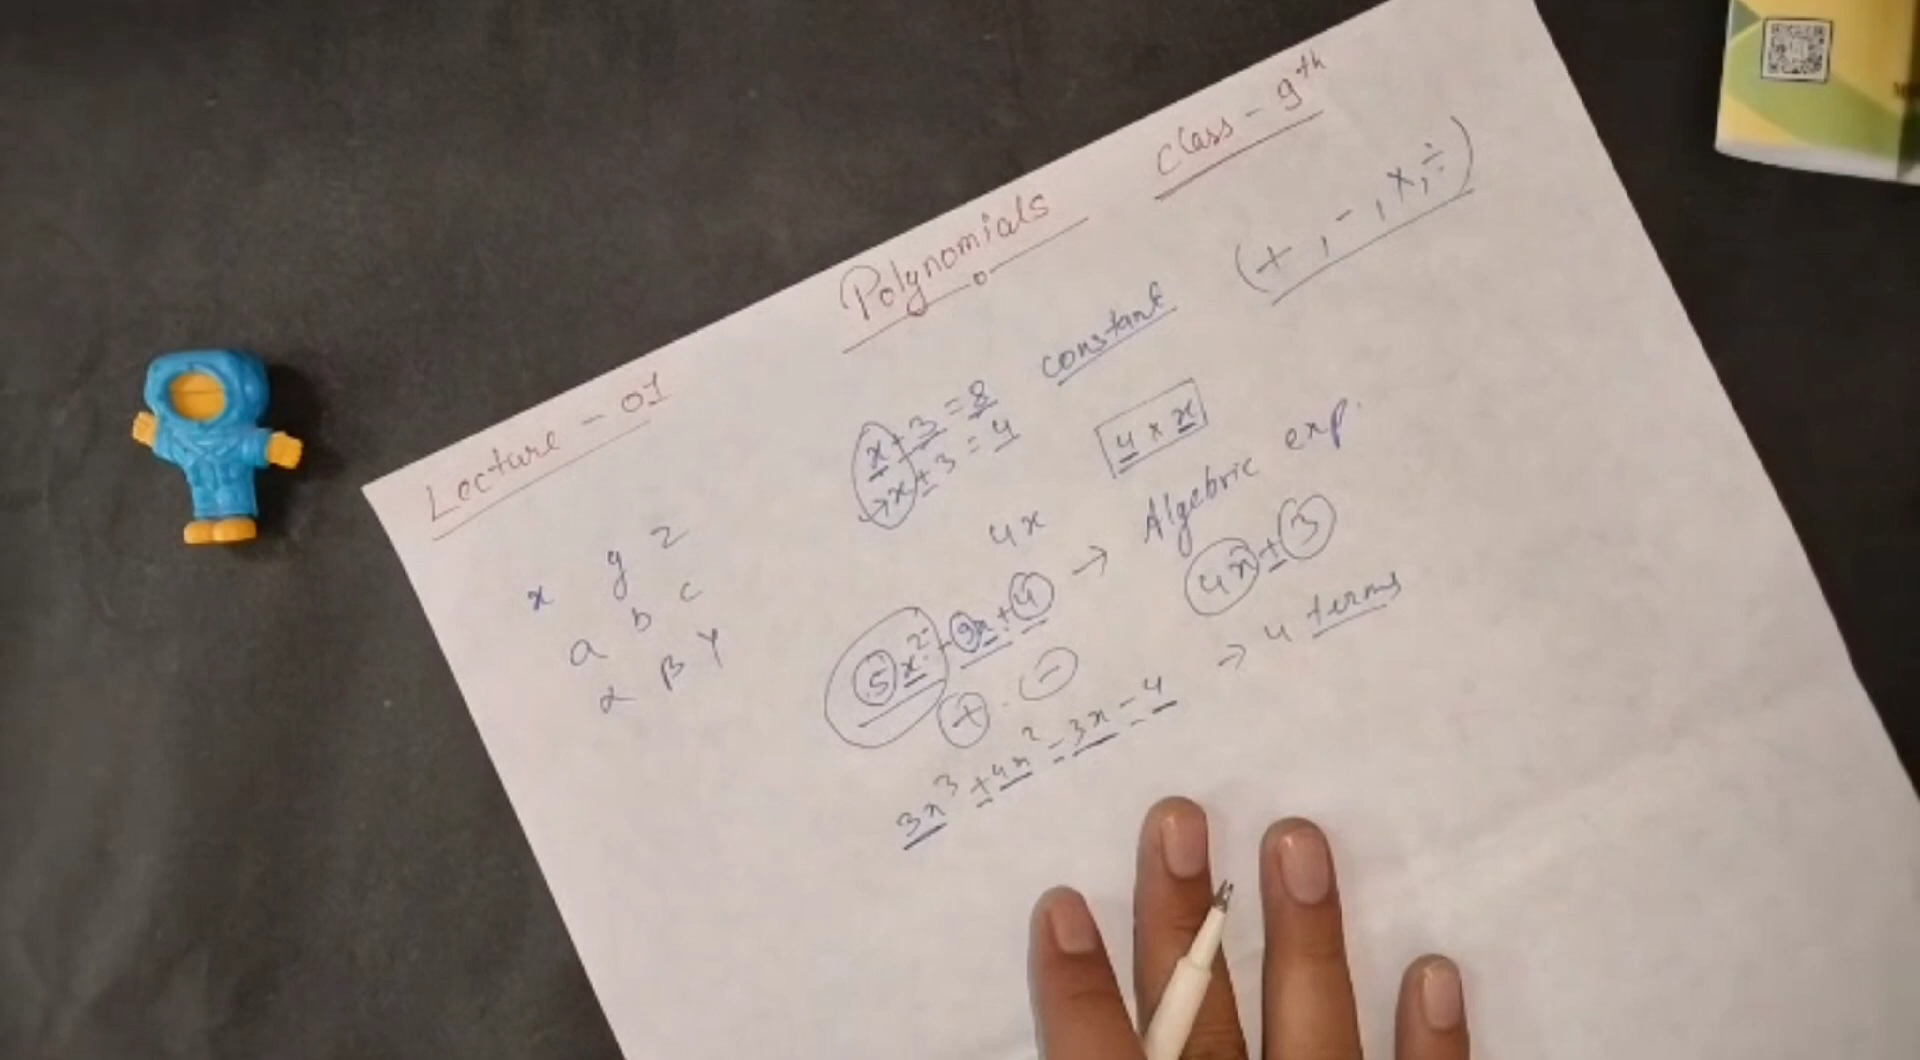 Lecture - 01
Polynomials
Class - 9th
x + 3 = 8
→ x + 3 = 4
constant
(+, -, ×, ÷)
4 × x
x y z
a b c
α β γ
4x
5x² - 9x + 4 → Algebric exp.
+ -
4x + 3
3x³ + 4x² - 3x - 4 → 4 terms